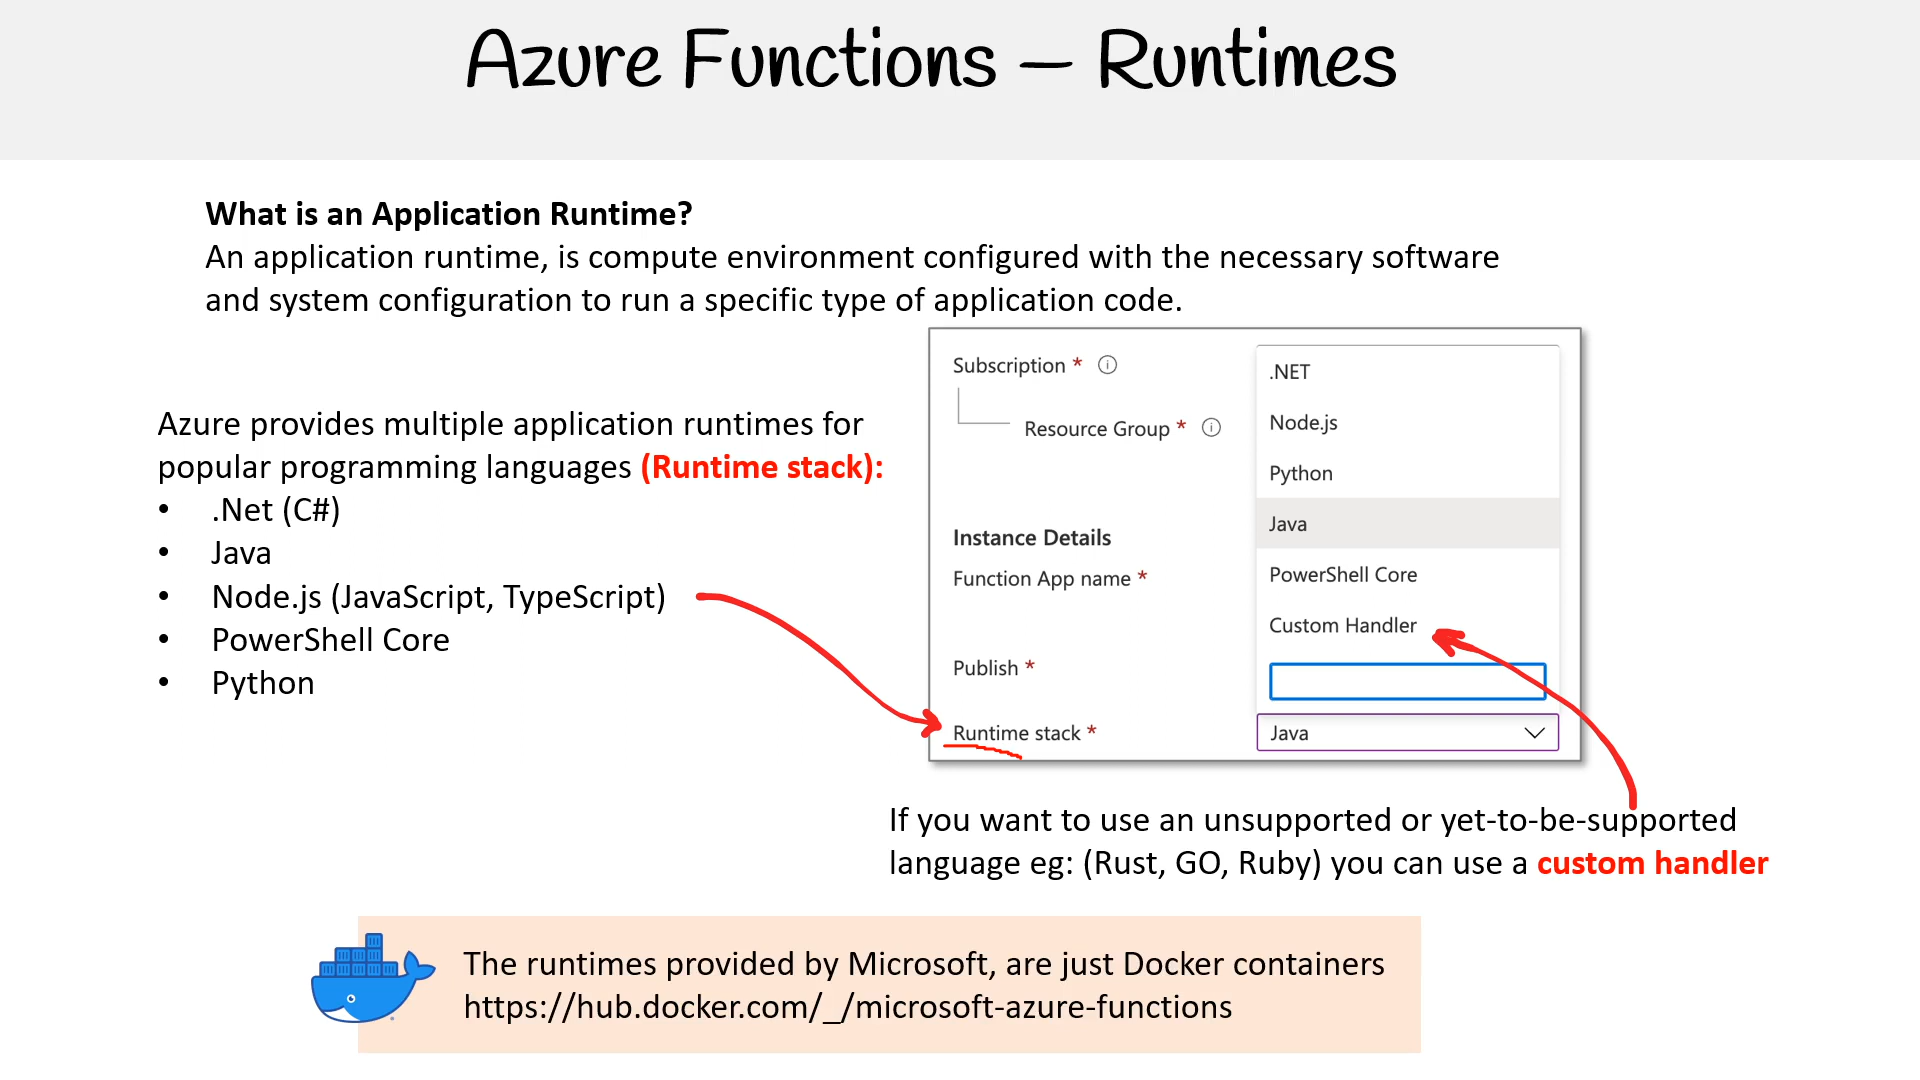 Azure Functions – Runtimes
What is an Application Runtime?
An application runtime, is compute environment configured with the necessary software
and system configuration to run a specific type of application code.
Azure provides multiple application runtimes for
popular programming languages (Runtime stack):
• .Net (C#)
• Java
• Node.js (JavaScript, TypeScript)
• PowerShell Core
• Python
Subscription *
Resource Group *
Instance Details
Function App name *
Publish *
Runtime stack *
.NET
Node.js
Python
Java
PowerShell Core
Custom Handler
Java
If you want to use an unsupported or yet-to-be-supported
language eg: (Rust, GO, Ruby) you can use a custom handler
The runtimes provided by Microsoft, are just Docker containers
https://hub.docker.com/_/microsoft-azure-functions